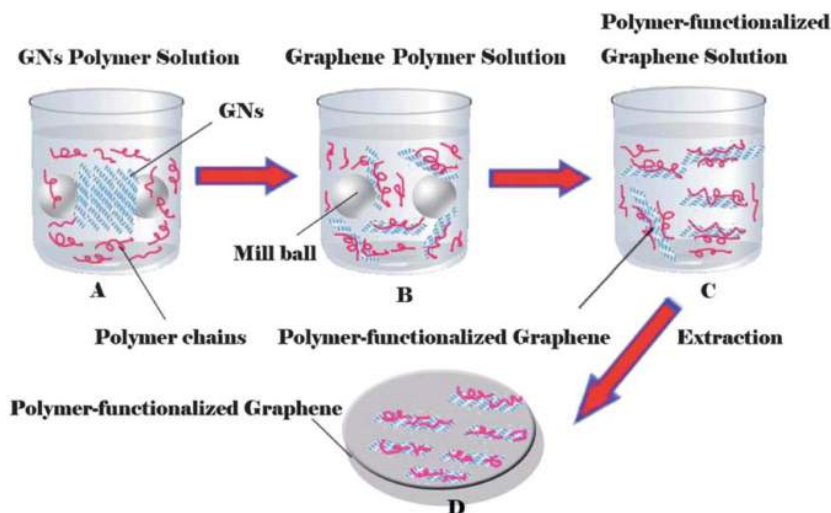 Polymer-functionalized
GNs Polymer Solution
Graphene Polymer Solution
Graphene Solution
GNs
Mill ball
A
B
C
Polymer chains
Polymer-functionalized Graphene
Extraction
Polymer-functionalized Graphene
D